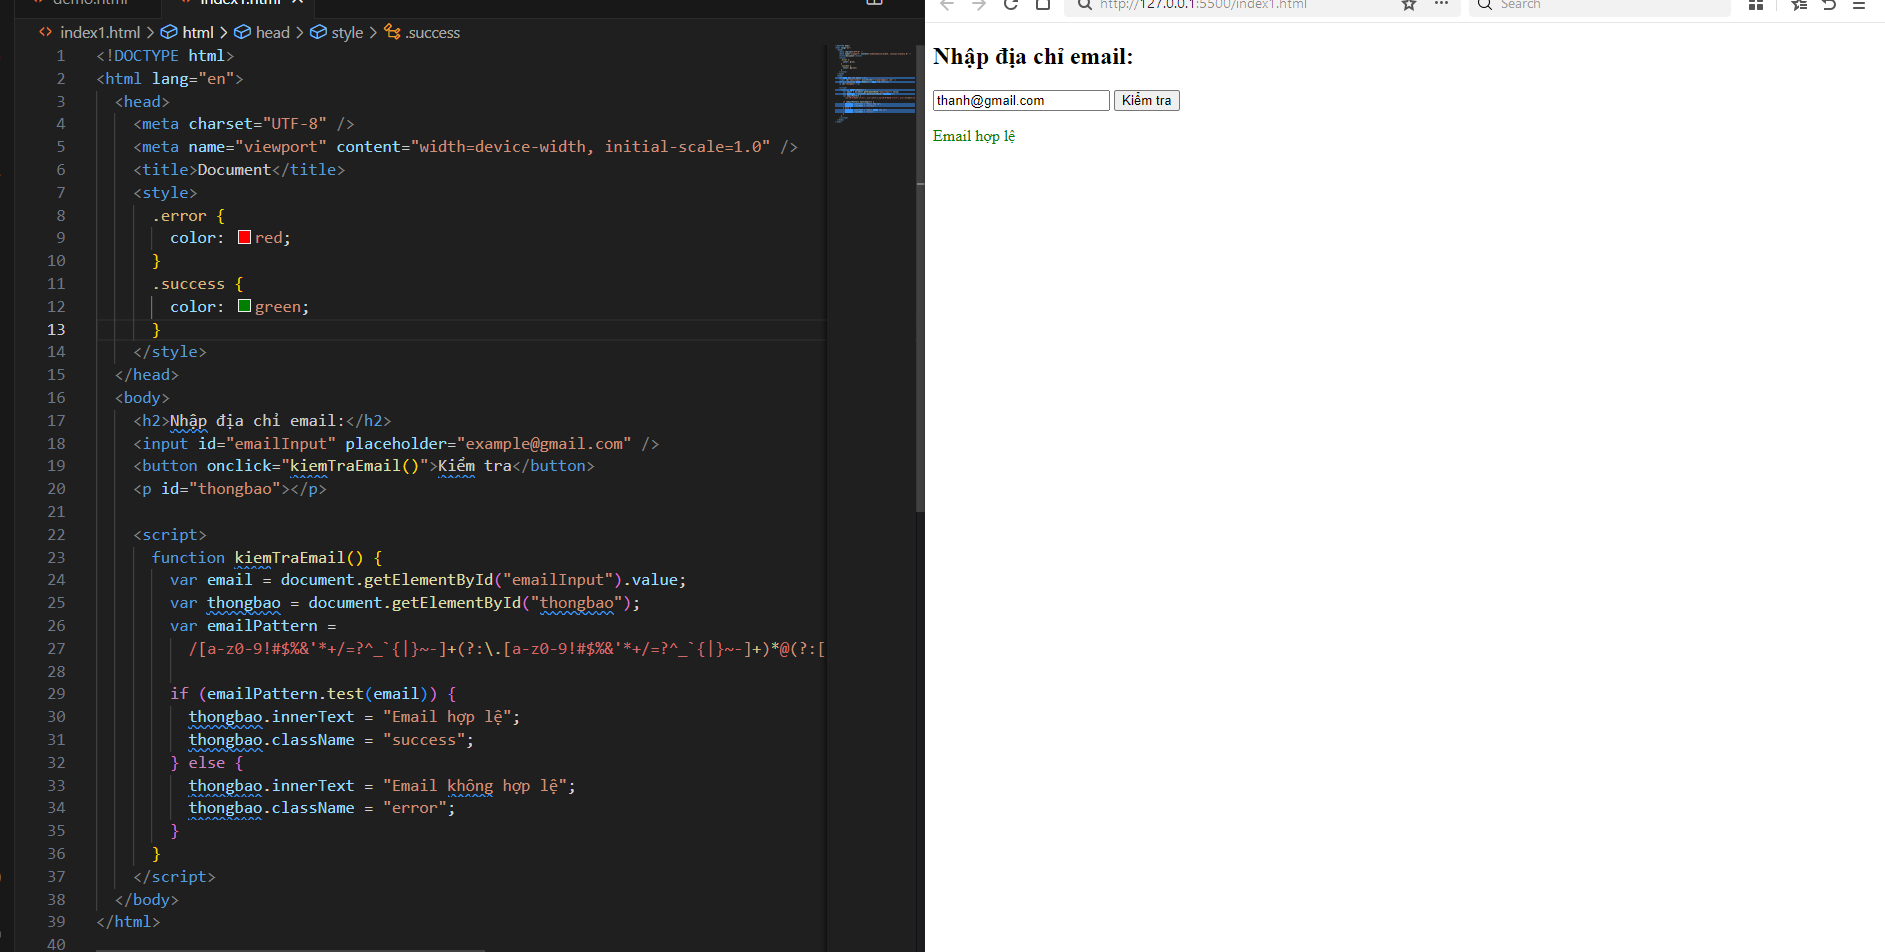 demo.html index1.html
index1.html > html > head > style > .success
1 <!DOCTYPE html>
2 <html lang="en">
3 <head>
4 <meta charset="UTF-8" />
5 <meta name="viewport" content="width=device-width, initial-scale=1.0" />
6 <title>Document</title>
7 <style>
8 .error {
9 color: red;
10 }
11 .success {
12 color: green;
13 }
14 </style>
15 </head>
16 <body>
17 <h2>Nhập địa chỉ email:</h2>
18 <input id="emailInput" placeholder="example@gmail.com" />
19 <button onclick="kiemTraEmail()">Kiểm tra</button>
20 <p id="thongbao"></p>
21
22 <script>
23 function kiemTraEmail() {
24 var email = document.getElementById("emailInput").value;
25 var thongbao = document.getElementById("thongbao");
26 var emailPattern =
27 /[a-z0-9!#$%&'*+/=?^_`{|}~-]+(?:\.[a-z0-9!#$%&'*+/=?^_`{|}~-]+)*@(?:[
28
29 if (emailPattern.test(email)) {
30 thongbao.innerText = "Email hợp lệ";
31 thongbao.className = "success";
32 } else {
33 thongbao.innerText = "Email không hợp lệ";
34 thongbao.className = "error";
35 }
36 }
37 </script>
38 </body>
39 </html>
40
http://127.0.0.1:5500/index1.html
Search
Nhập địa chỉ email:
thanh@gmail.com Kiểm tra
Email hợp lệ